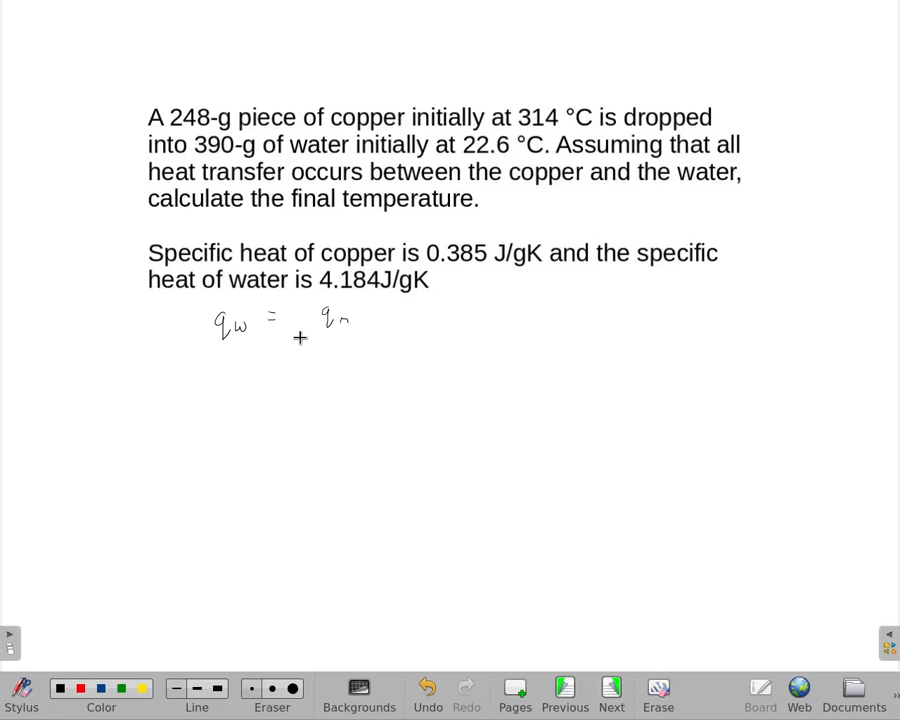 A 248-g piece of copper initially at 314 °C is dropped
into 390-g of water initially at 22.6 °C. Assuming that all
heat transfer occurs between the copper and the water,
calculate the final temperature.
Specific heat of copper is 0.385 J/gK and the specific
heat of water is 4.184J/gK
qw = qn
Stylus Color Line Eraser Backgrounds Undo Redo Pages Previous Next Erase Board Web Documents